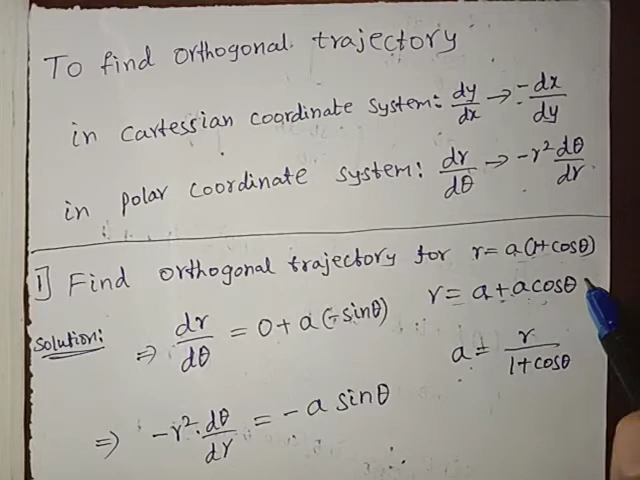 To find orthogonal trajectory
in cartessian coordinate system: dy/dx → -dx/dy
in polar coordinate system: dr/dθ → -r² dθ/dr
1] Find orthogonal trajectory for r = a(1+cosθ)
Solution: ⇒ dr/dθ = 0 + a(-sinθ) r = a + a cosθ
a = r/1+cosθ
⇒ -r². dθ/dr = -a sinθ